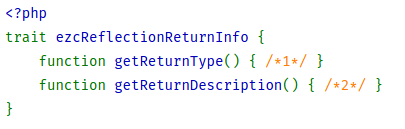 <?php
trait ezcReflectionReturnInfo {
    function getReturnType() { /*1*/ }
    function getReturnDescription() { /*2*/ }
}